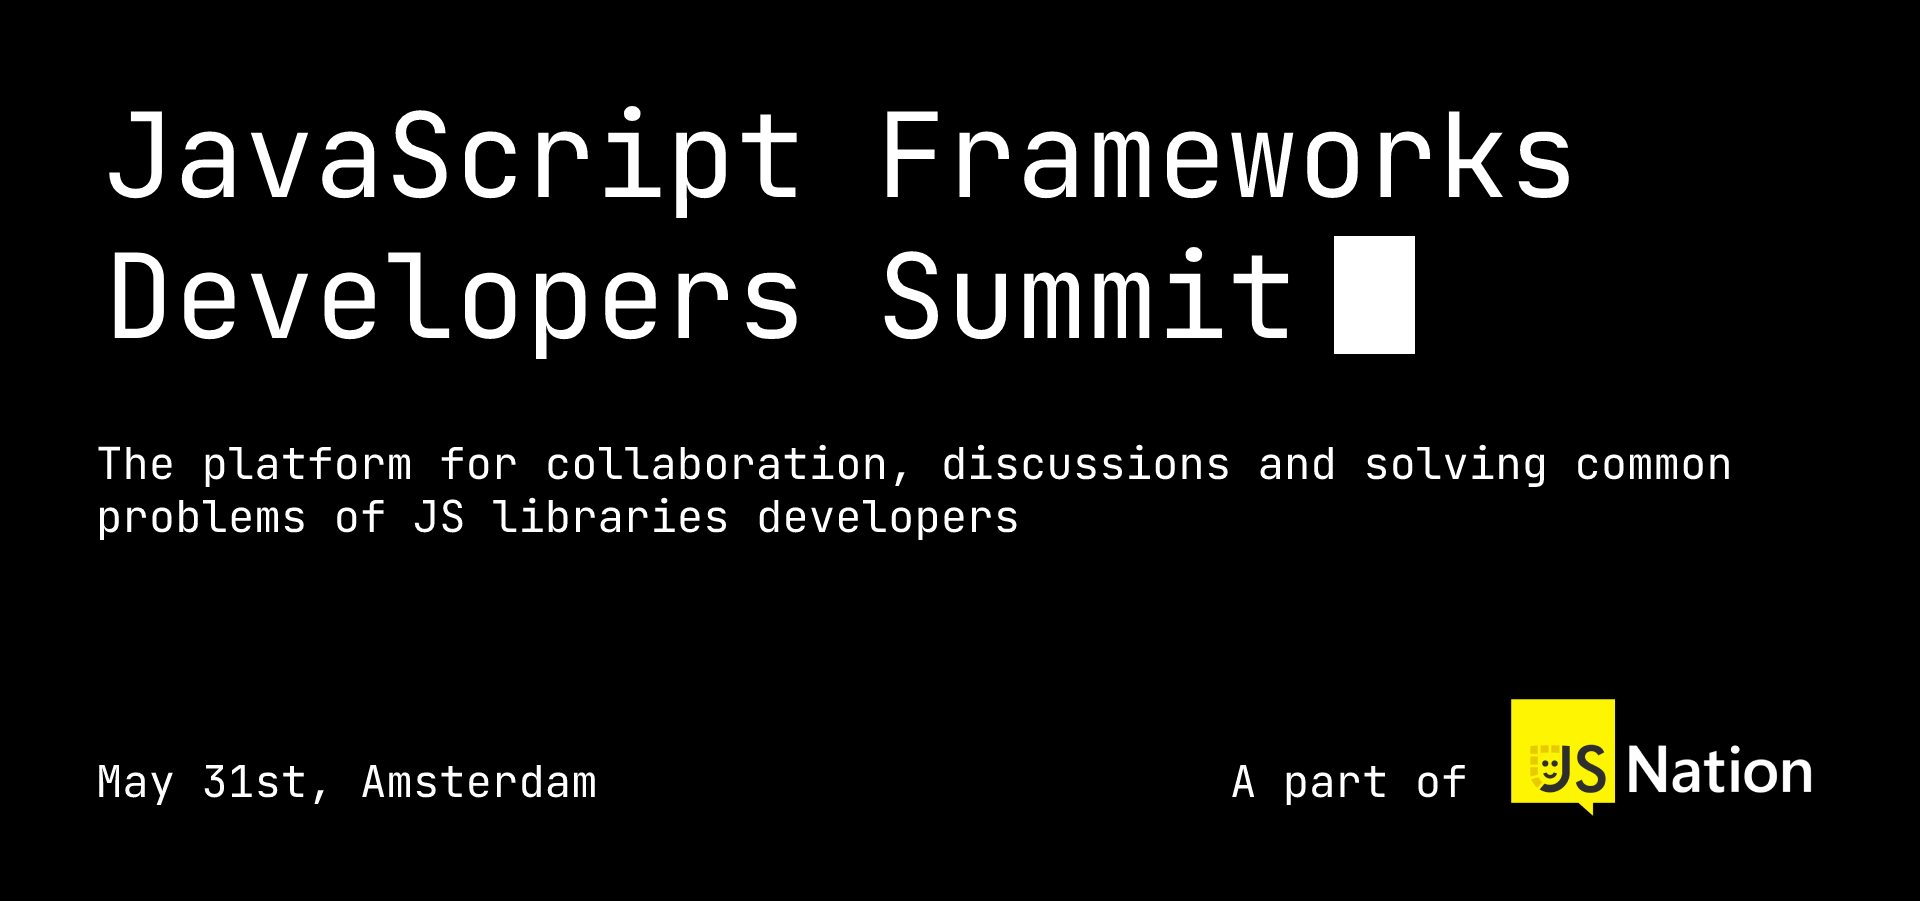 JavaScript Frameworks
Developers Summit
The platform for collaboration, discussions and solving common
problems of JS libraries developers
May 31st, Amsterdam
A part of JS Nation